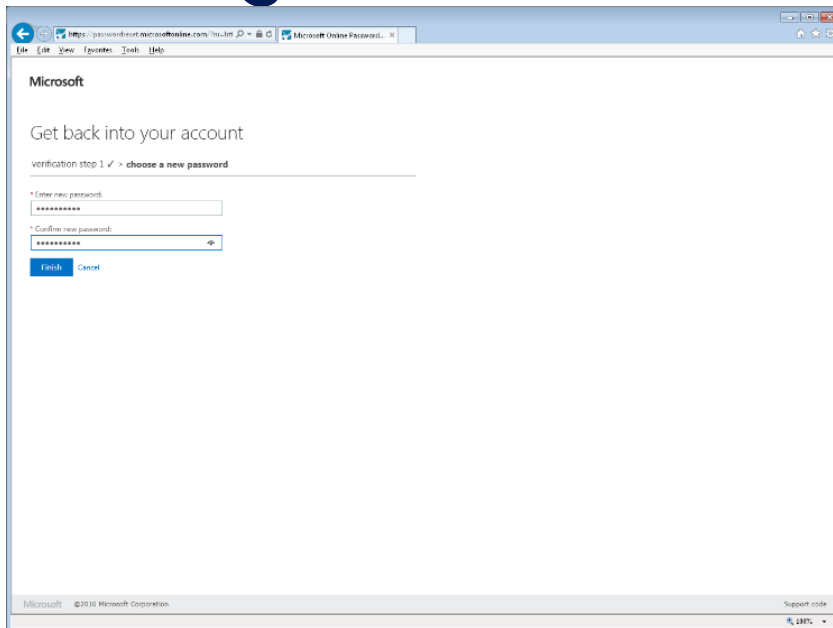 https://passwordreset.microsoftonline.com/?ru=htt
Microsoft Online Password... ×
File Edit View Favorites Tools Help
Microsoft
Get back into your account
verification step 1 ✓ > choose a new password
* Enter new password:
••••••••••
* Confirm new password:
••••••••••
Finish Cancel
Microsoft ©2016 Microsoft Corporation Support code
100%